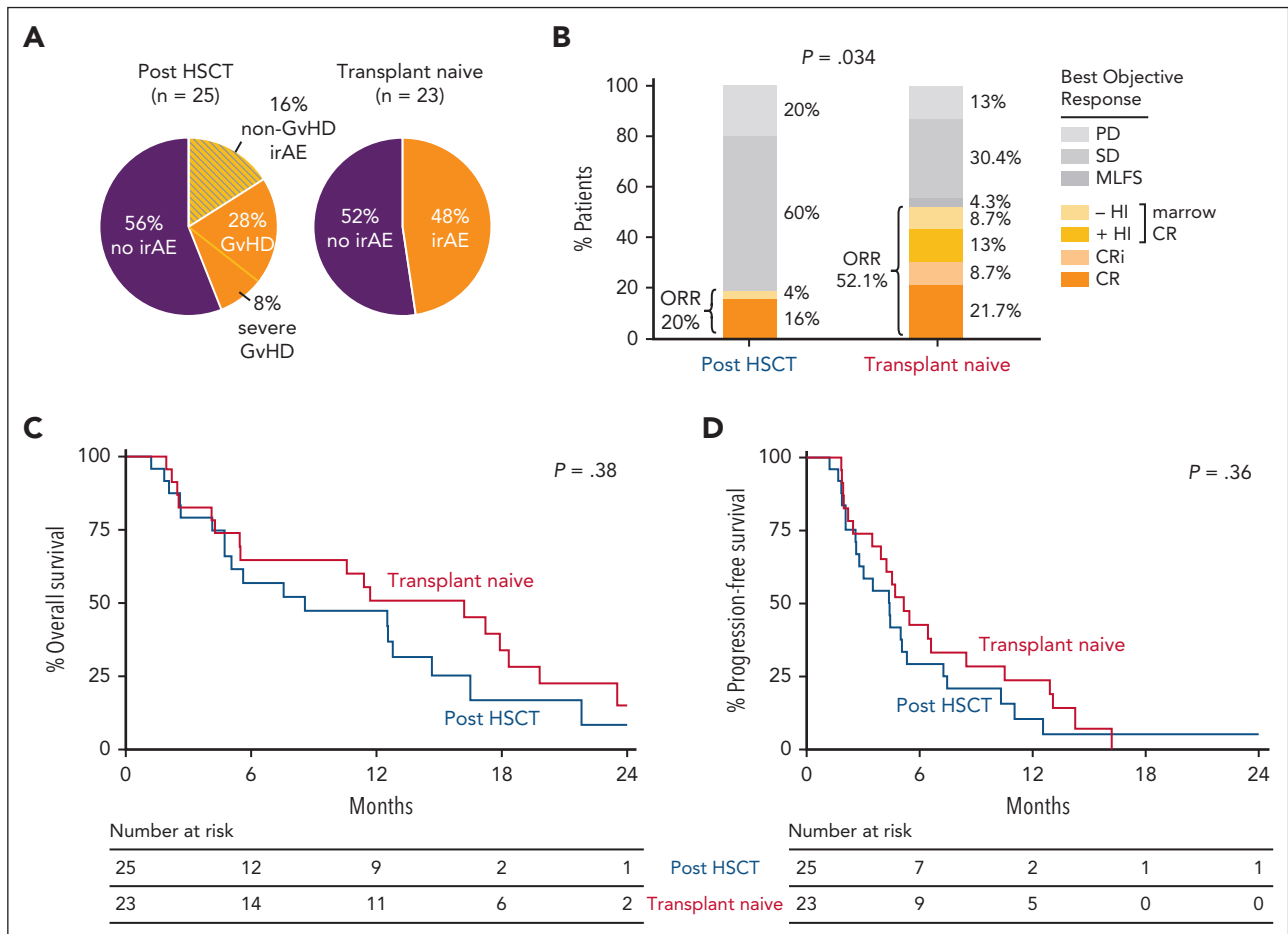 A
Post HSCT
(n = 25)
Transplant naive
(n = 23)
16%
non-GvHD
irAE
56%
no irAE
28%
GvHD
8%
severe
GvHD
52%
no irAE
48%
irAE
B
P = .034
% Patients
100
80
60
40
20
0
20%
60%
4%
16%
ORR
20%
13%
30.4%
4.3%
8.7%
13%
8.7%
21.7%
ORR
52.1%
Post HSCT
Transplant naive
Best Objective
Response
PD
SD
MLFS
– HI
+ HI
marrow
CR
CRi
CR
C
P = .38
% Overall survival
100
75
50
25
0
Transplant naive
Post HSCT
0 6 12 18 24
Months
D
P = .36
% Progression-free survival
100
75
50
25
0
Transplant naive
Post HSCT
0 6 12 18 24
Months
Number at risk
25 12 9 2 1
23 14 11 6 2
Post HSCT
Transplant naive
Number at risk
25 7 2 1 1
23 9 5 0 0